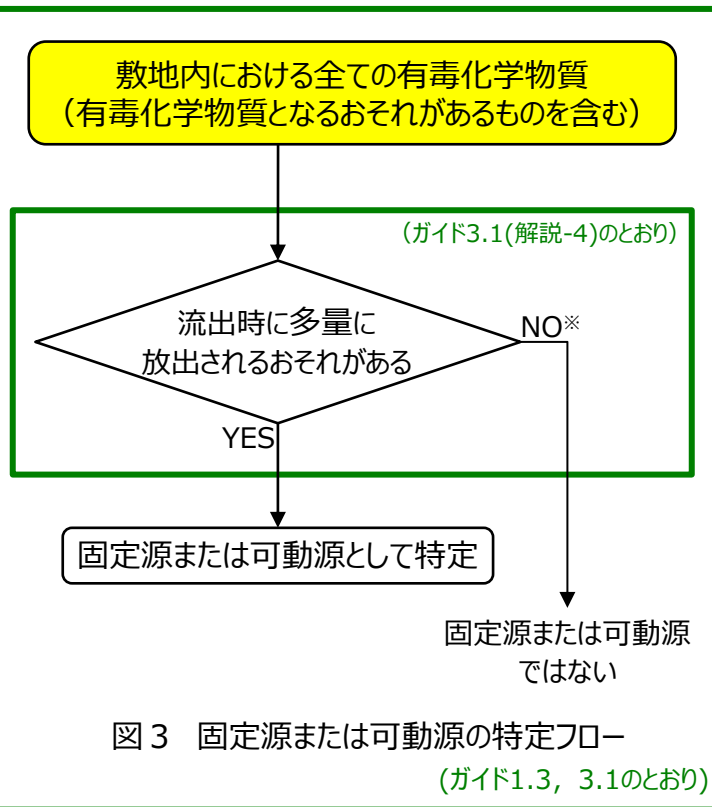 敷地内における全ての有毒化学物質
（有毒化学物質となるおそれがあるものを含む）
（ガイド3.1(解説-4)のとおり）
流出時に多量に
放出されるおそれがある
NO※
YES
固定源または可動源として特定
固定源または可動源
ではない
図３　固定源または可動源の特定フロー
(ガイド1.3，3.1のとおり)